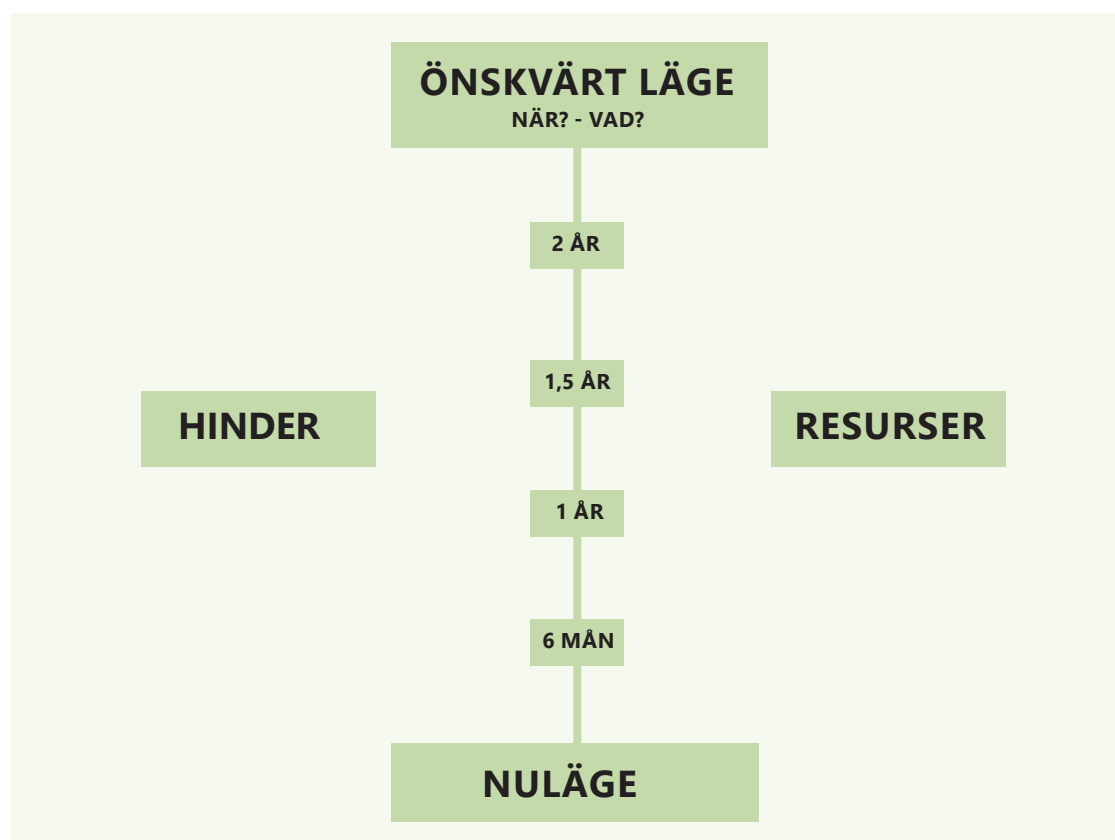 ÖNSKVÄRT LÄGE
NÄR? - VAD?
2 ÅR
1,5 ÅR
HINDER
RESURSER
1 ÅR
6 MÅN
NULÄGE